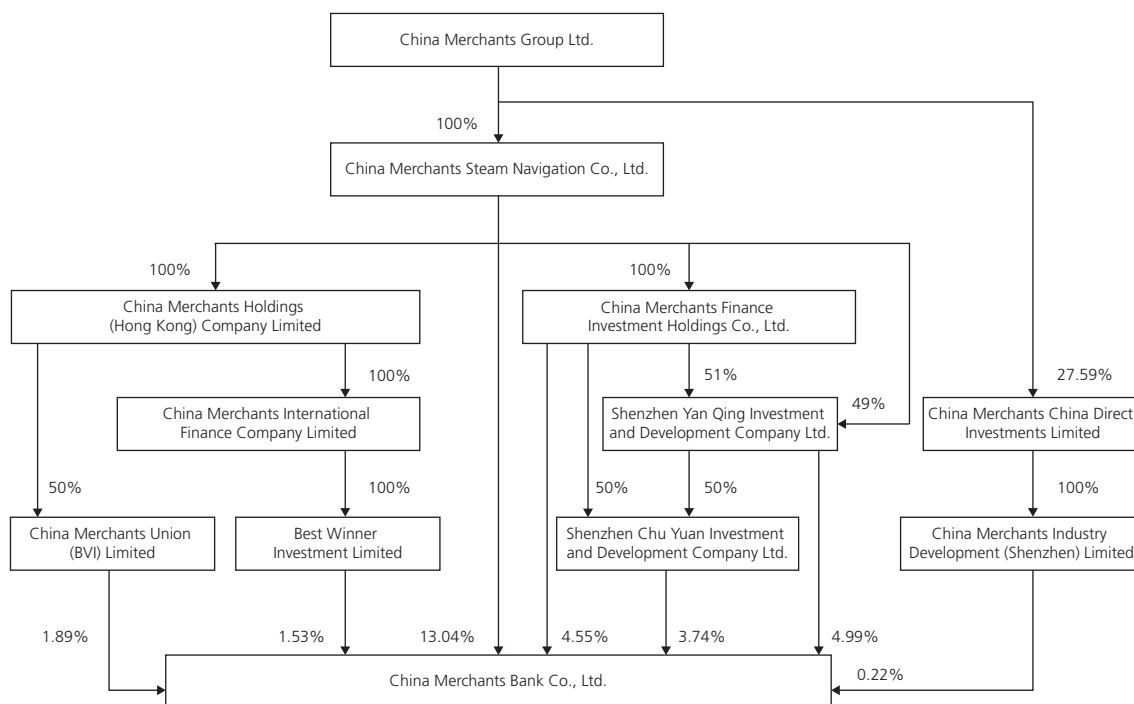 China Merchants Group Ltd.
100%
China Merchants Steam Navigation Co., Ltd.
100%
100%
China Merchants Holdings
(Hong Kong) Company Limited
China Merchants Finance
Investment Holdings Co., Ltd.
100%
51%
27.59%
49%
China Merchants International
Finance Company Limited
Shenzhen Yan Qing Investment
and Development Company Ltd.
China Merchants China Direct
Investments Limited
50%
100%
50%
50%
100%
China Merchants Union
(BVI) Limited
Best Winner
Investment Limited
Shenzhen Chu Yuan Investment
and Development Company Ltd.
China Merchants Industry
Development (Shenzhen) Limited
1.89%
1.53%
13.04%
4.55%
3.74%
4.99%
0.22%
China Merchants Bank Co., Ltd.